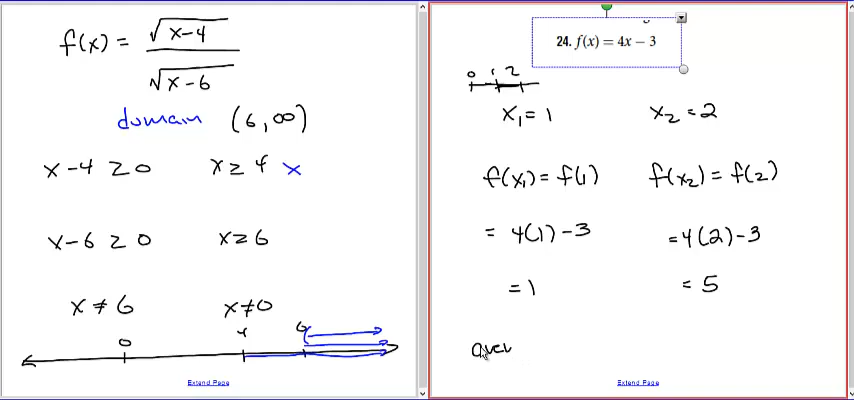 f(x) = √x-4 / √x-6
domain (6,∞)
x-4 ≥ 0 x ≥ 4 x
x-6 ≥ 0 x ≥ 6
x ≠ 6 x ≠ 0
0 4 6
Extend Page
24. f(x) = 4x − 3
0 1 2
x₁ = 1 x₂ = 2
f(x₁) = f(1) f(x₂) = f(2)
= 4(1) -3 = 4(2) -3
= 1 = 5
aver
Extend Page